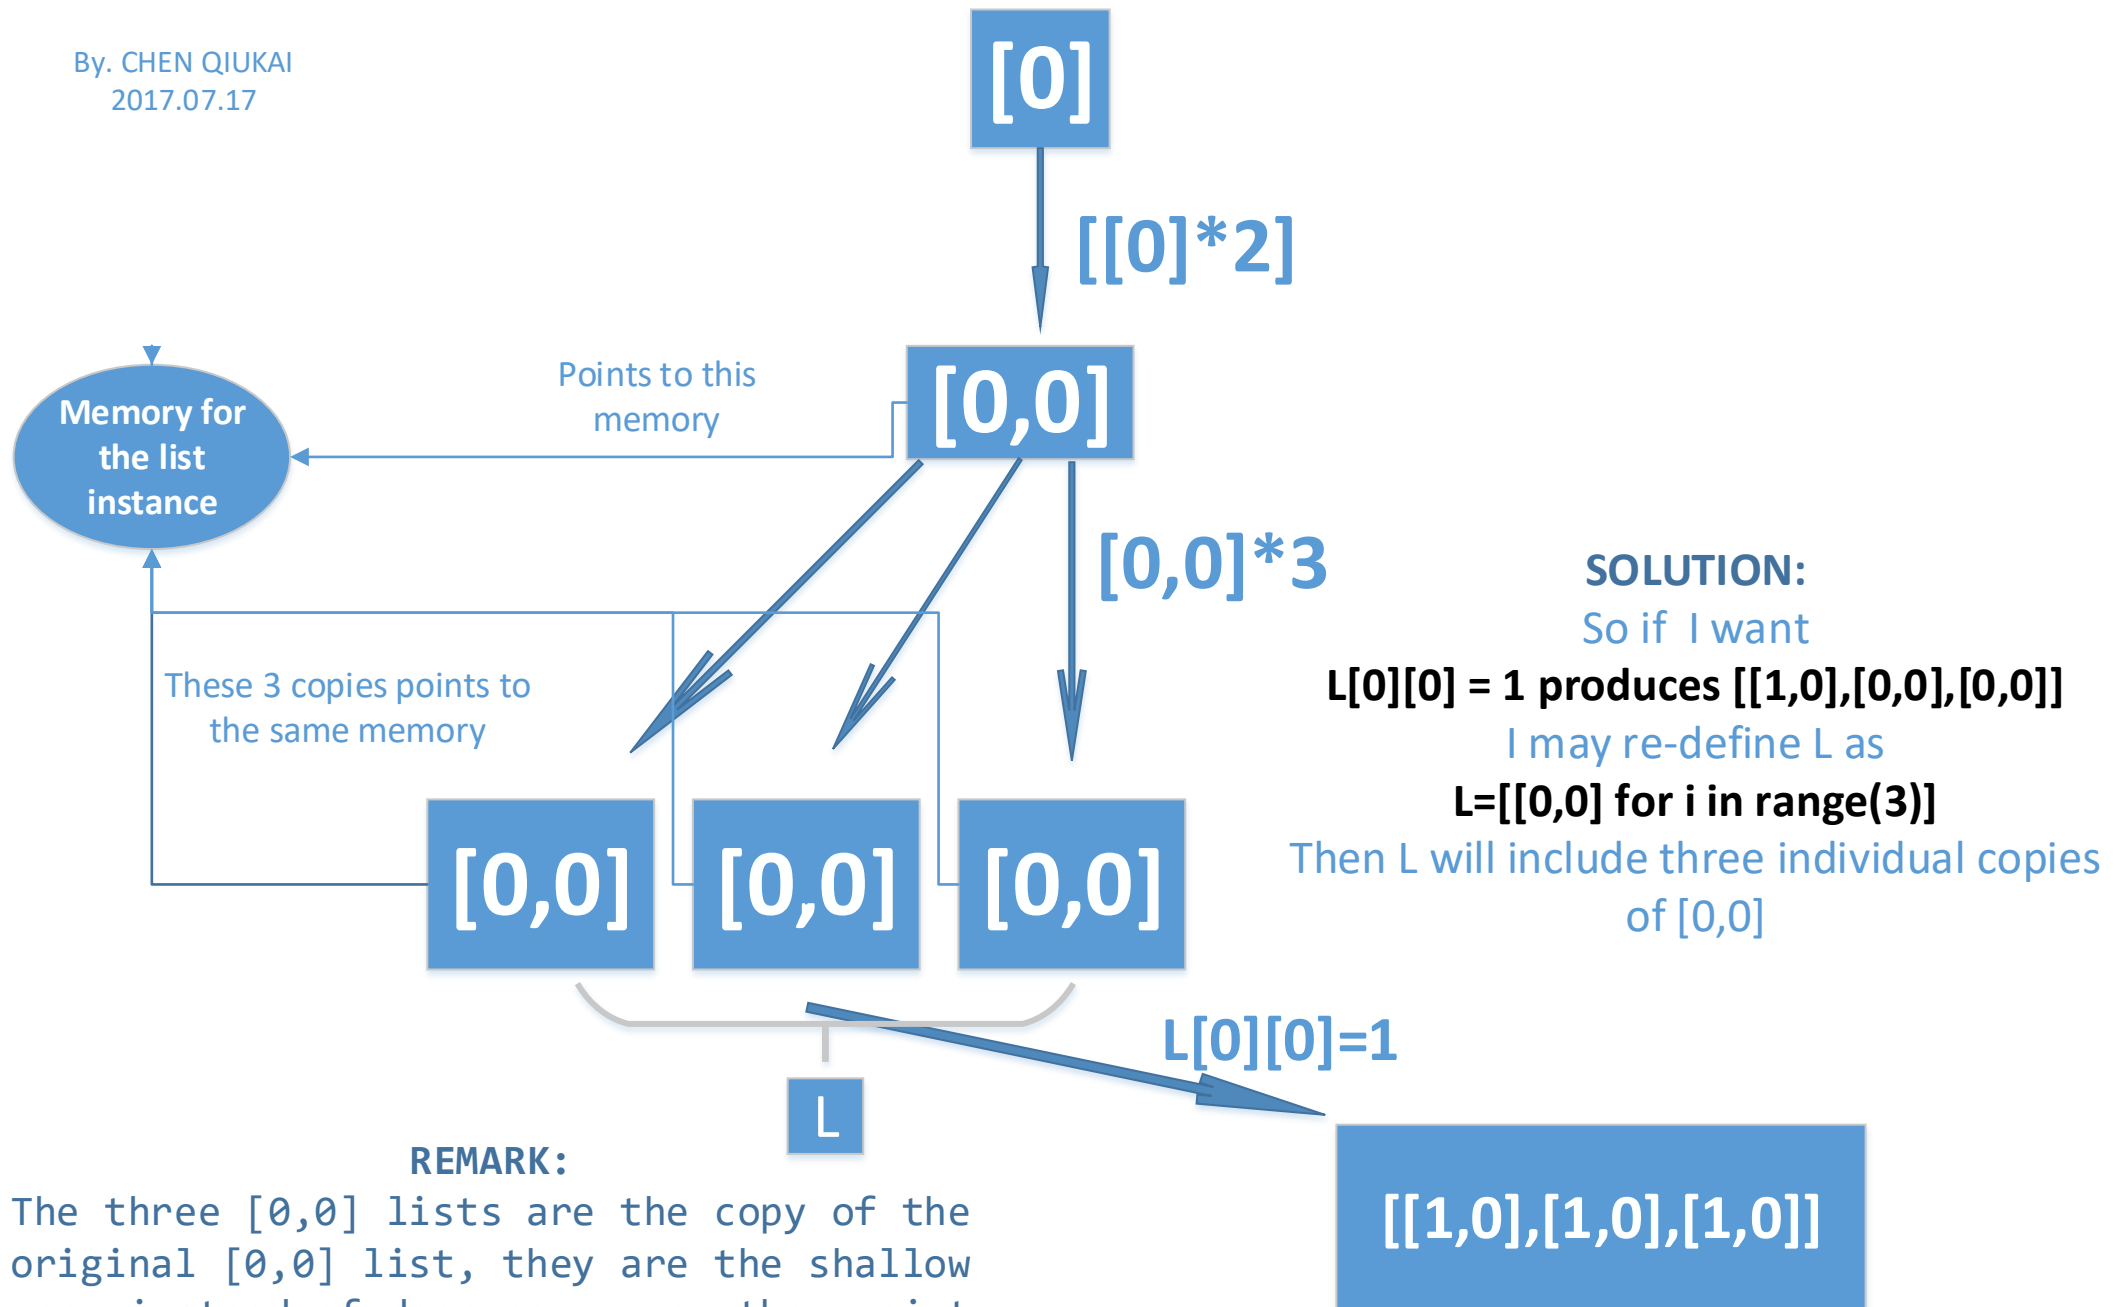 By. CHEN QIUKAI
2017.07.17
[0]
[[0]*2]
Points to this
memory
[0,0]
Memory for
the list
instance
[0,0]*3
These 3 copies points to
the same memory
[0,0]
[0,0]
[0,0]
SOLUTION:
So if I want
L[0][0] = 1 produces [[1,0],[0,0],[0,0]]
I may re-define L as
L=[[0,0] for i in range(3)]
Then L will include three individual copies
of [0,0]
L[0][0]=1
L
[[1,0],[1,0],[1,0]]
REMARK:
The three [0,0] lists are the copy of the
original [0,0] list, they are the shallow